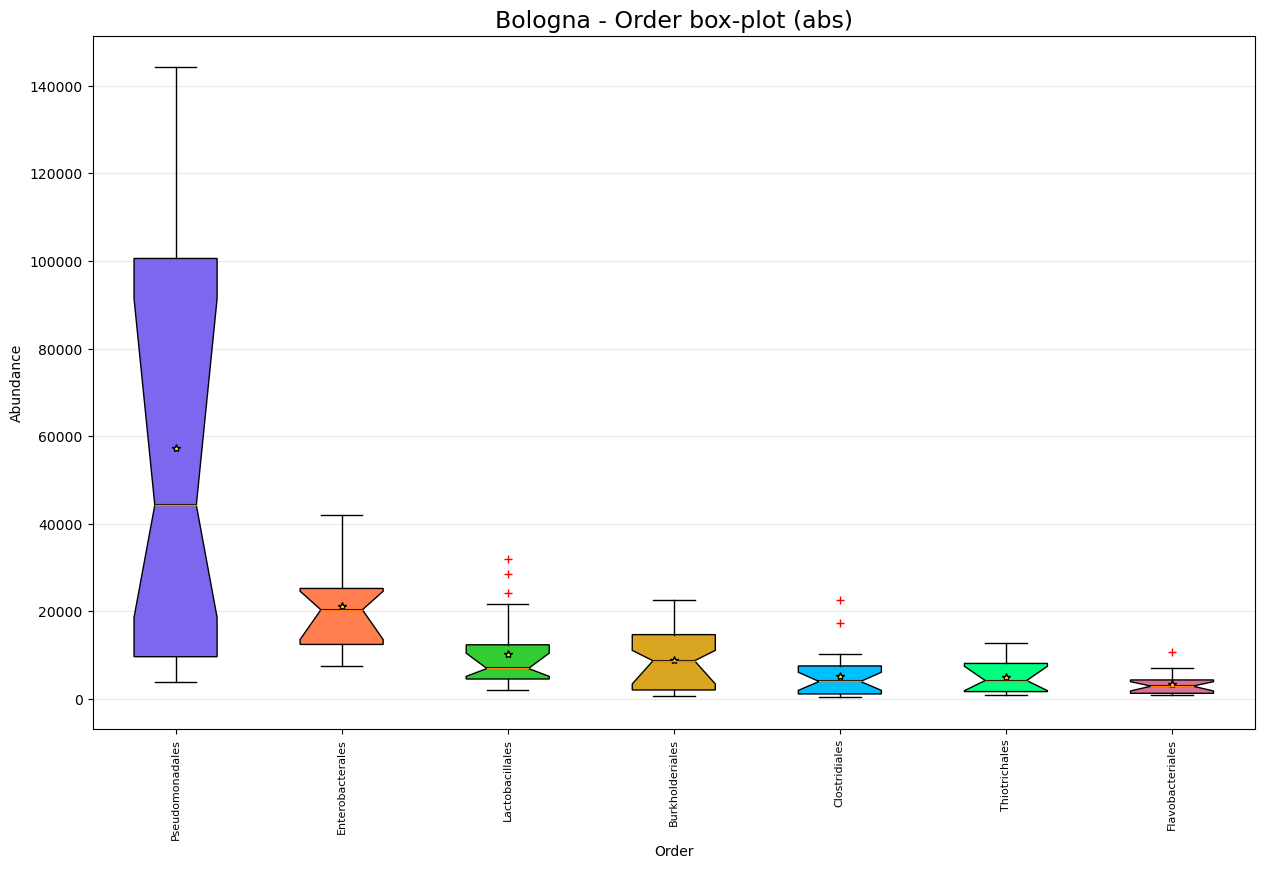 Bologna - Order box-plot (abs)
Abundance
140000
120000
100000
80000
60000
40000
20000
0
Pseudomonadales
Enterobacterales
Lactobacillales
Burkholderiales
Clostridiales
Thiotrichales
Flavobacteriales
Order